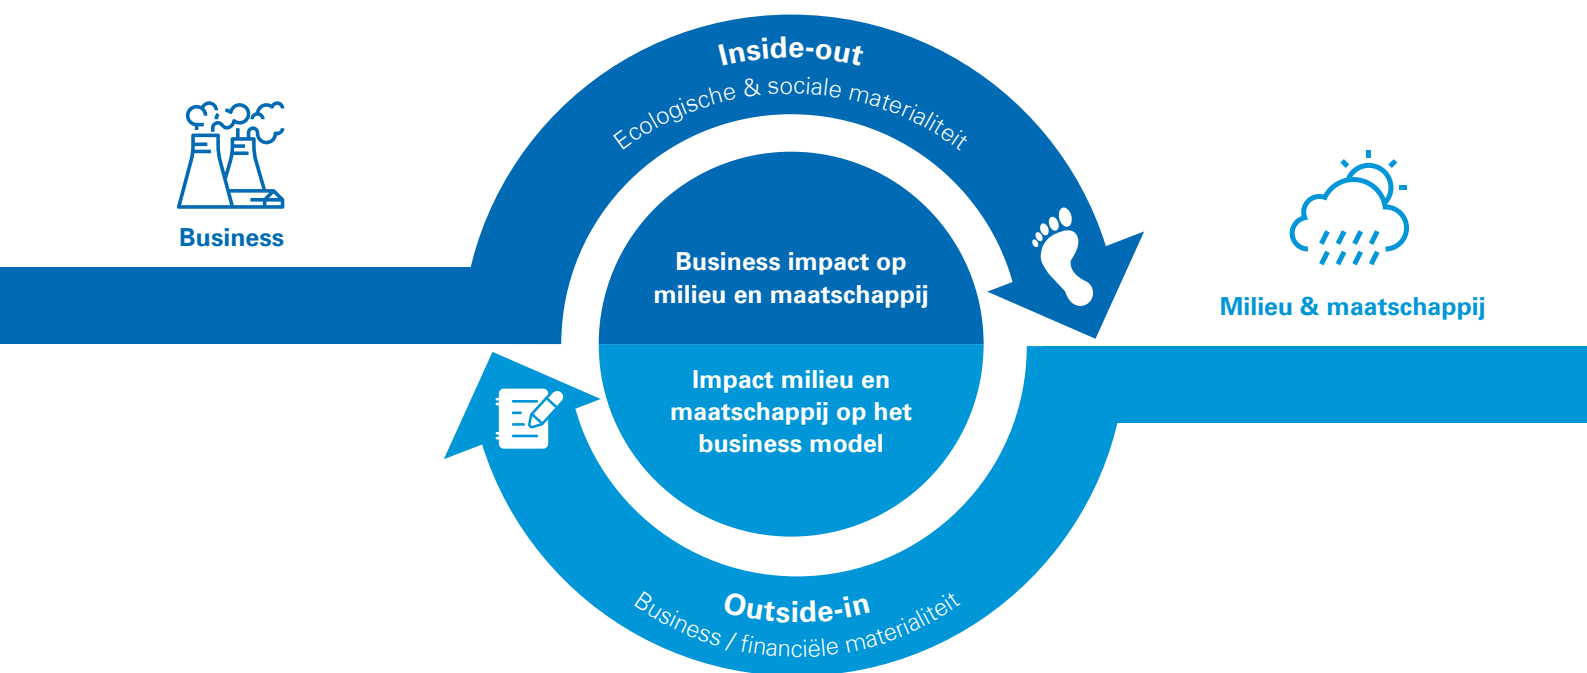 Inside-out
Ecologische & sociale materialiteit
Business
Business impact op
milieu en maatschappij
Milieu & maatschappij
Impact milieu en
maatschappij op het
business model
Outside-in
Business / financiële materialiteit